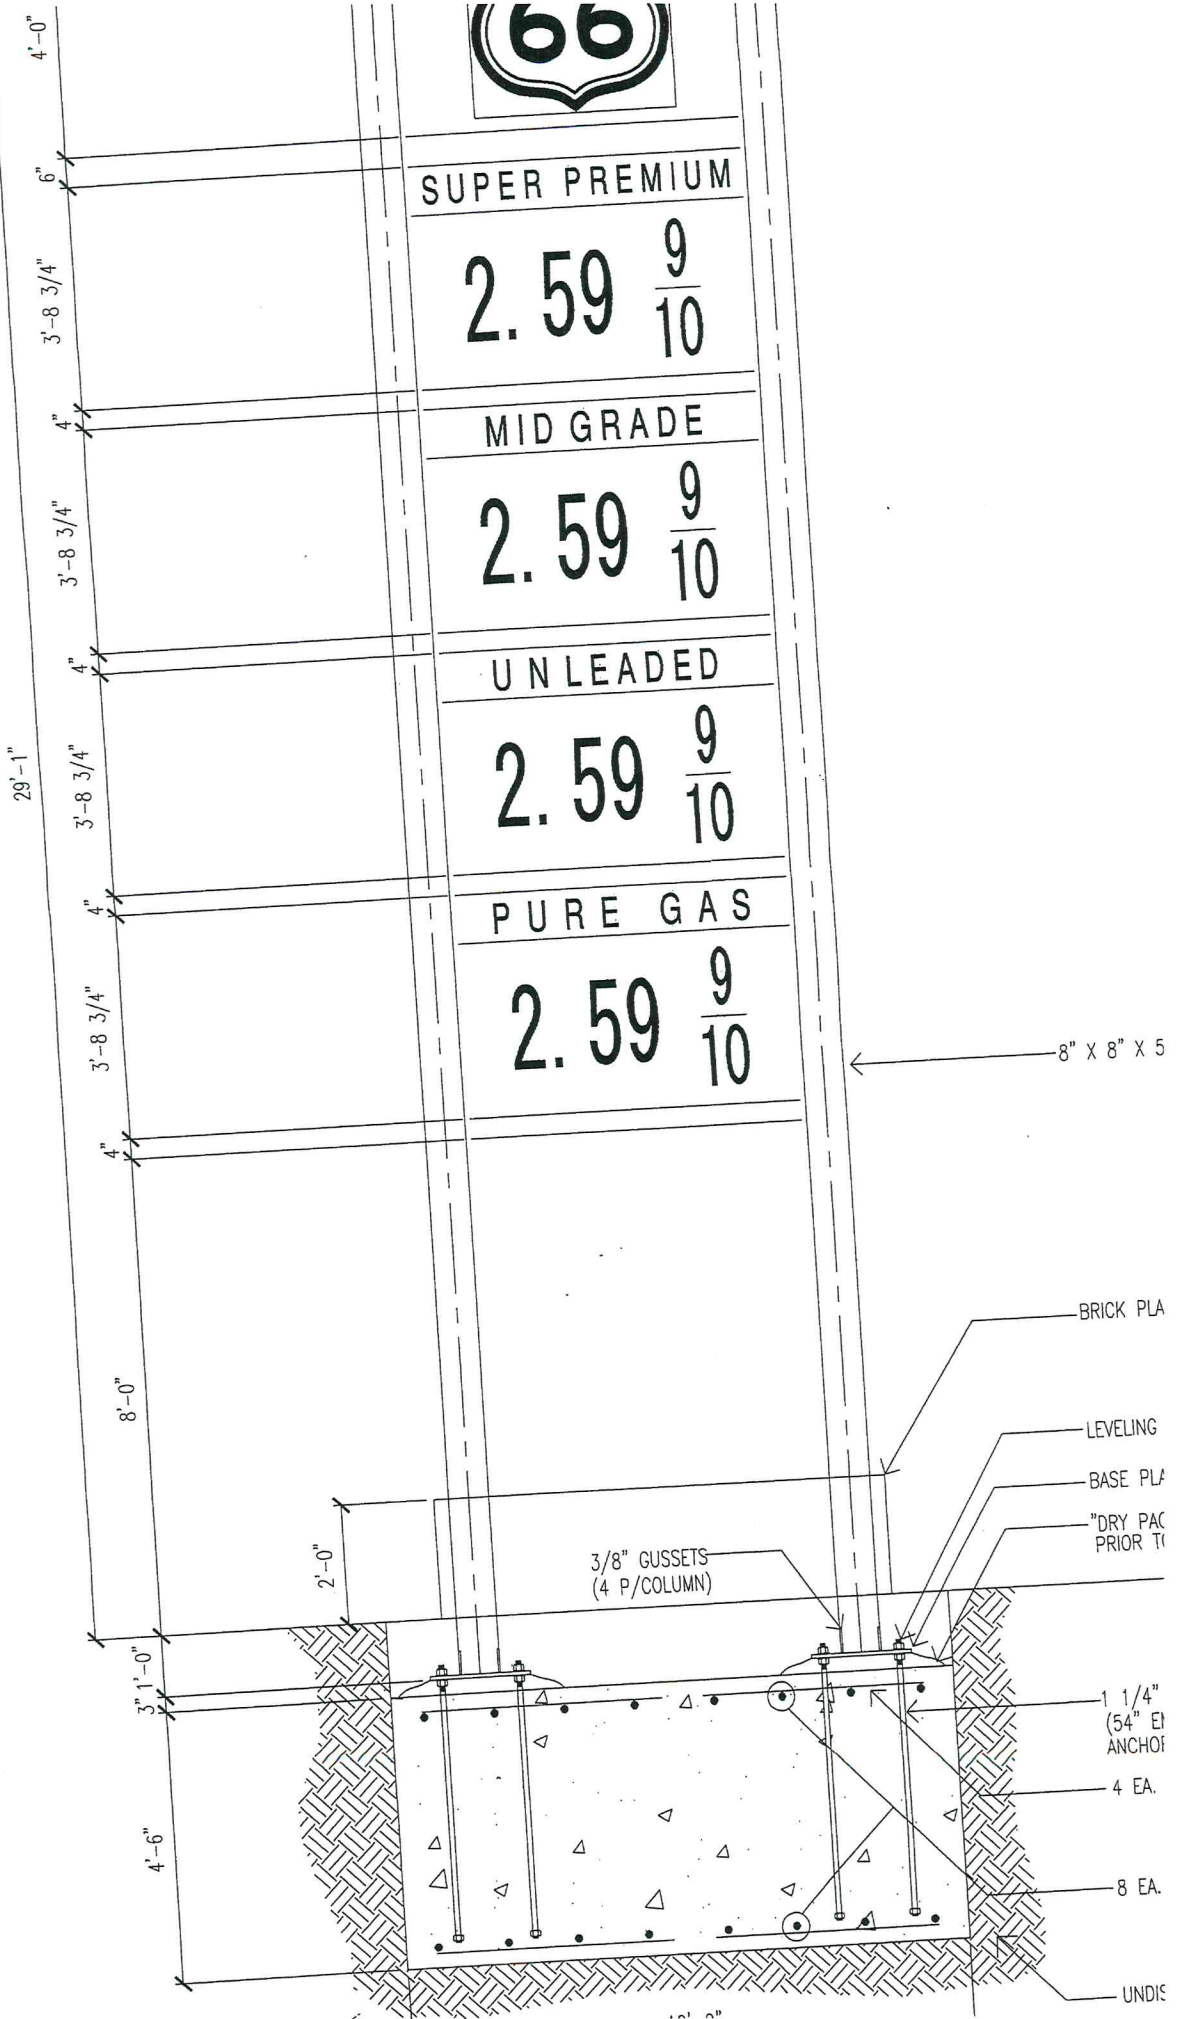 4'-0"
66
6"
SUPER PREMIUM
3'-8 3/4"
2.59 9/10
4"
MID GRADE
3'-8 3/4"
2.59 9/10
4"
UNLEADED
29'-1"
3'-8 3/4"
2.59 9/10
4"
PURE GAS
3'-8 3/4"
2.59 9/10
8" X 8" X 5
4"
BRICK PLA
8'-0"
LEVELING
BASE PLA
"DRY PAC
PRIOR TO
2'-0"
3/8" GUSSETS
(4 P/COLUMN)
1'-0"
3"
1 1/4"
(54" EM
ANCHOR
4 EA.
4'-6"
8 EA.
UNDIS